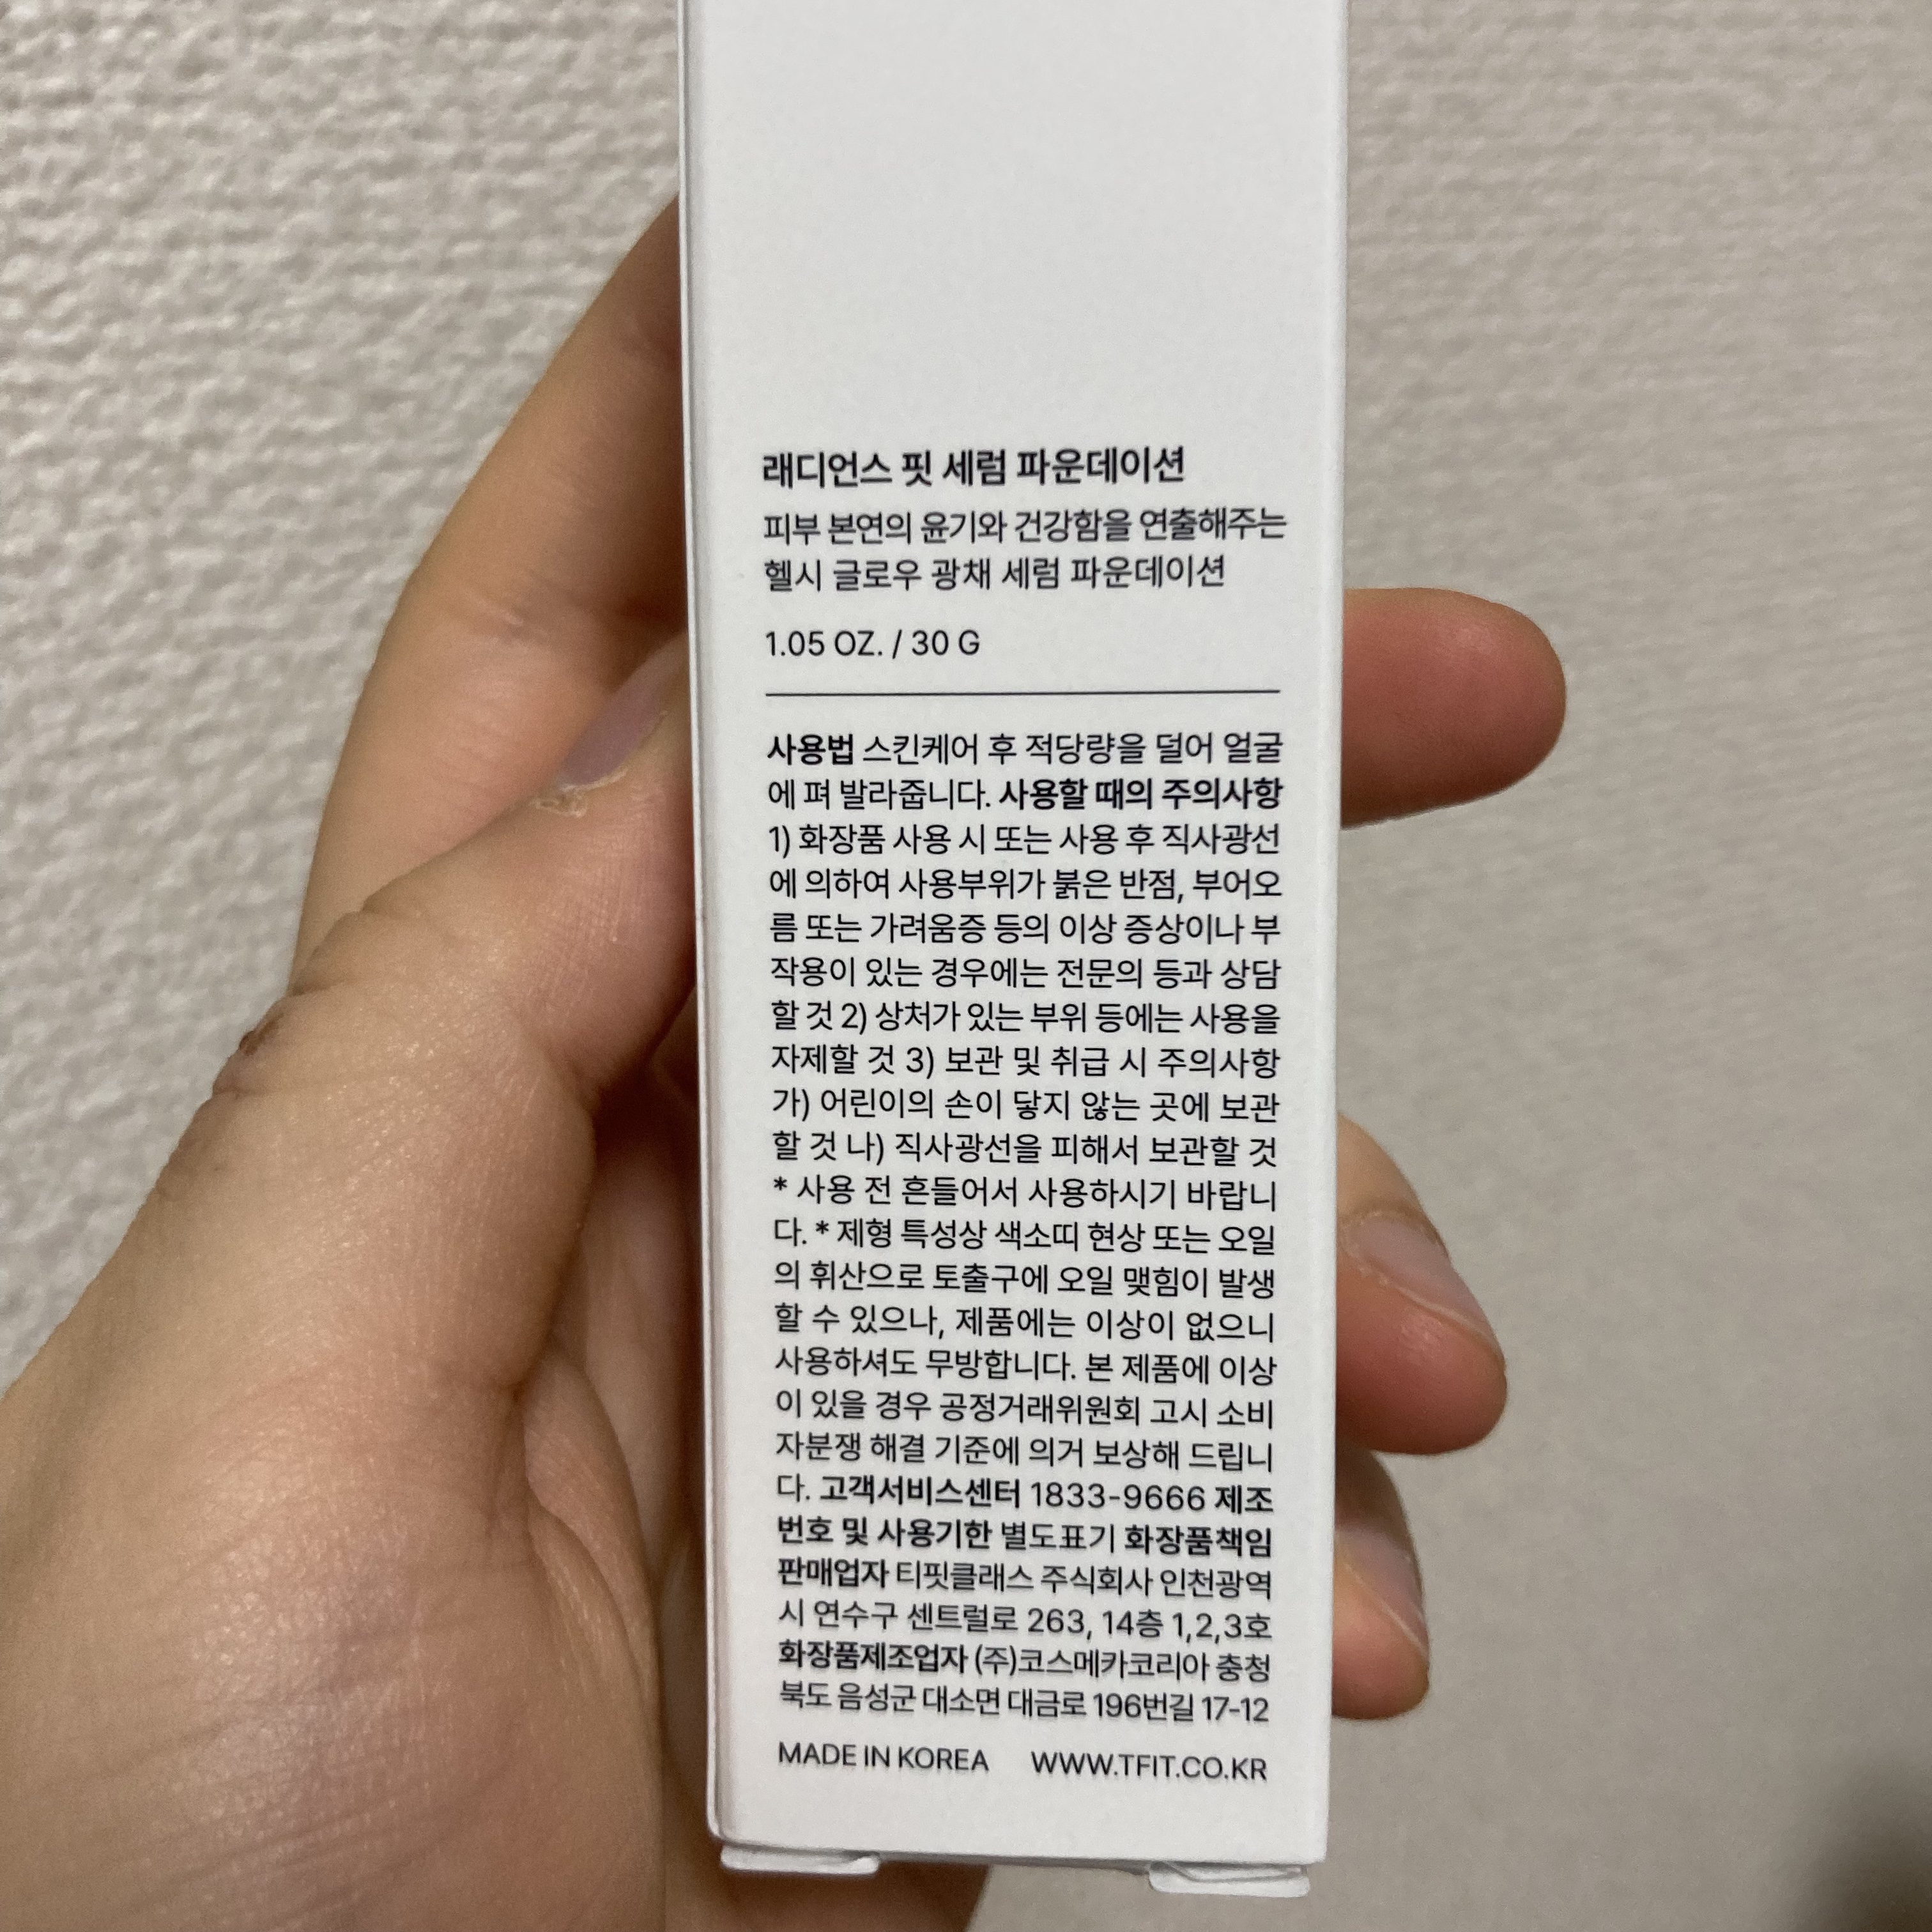 래디언스 핏 세럼 파운데이션
피부 본연의 윤기와 건강함을 연출해주는
헬시 글로우 광채 세럼 파운데이션
1.05 OZ. / 30 G
사용법 스킨케어 후 적당량을 덜어 얼굴
에 펴 발라줍니다. 사용할 때의 주의사항
1) 화장품 사용 시 또는 사용 후 직사광선
에 의하여 사용부위가 붉은 반점, 부어오
름 또는 가려움증 등의 이상 증상이나 부
작용이 있는 경우에는 전문의 등과 상담
할 것 2) 상처가 있는 부위 등에는 사용을
자제할 것 3) 보관 및 취급 시 주의사항
가) 어린이의 손이 닿지 않는 곳에 보관
할 것 나) 직사광선을 피해서 보관할 것
* 사용 전 흔들어서 사용하시기 바랍니
다. * 제형 특성상 색소띠 현상 또는 오일
의 휘산으로 토출구에 오일 맺힘이 발생
할 수 있으나, 제품에는 이상이 없으니
사용하셔도 무방합니다. 본 제품에 이상
이 있을 경우 공정거래위원회 고시 소비
자분쟁 해결 기준에 의거 보상해 드립니
다. 고객서비스센터 1833-9666 제조
번호 및 사용기한 별도표기 화장품책임
판매업자 티핏클래스 주식회사 인천광역
시 연수구 센트럴로 263, 14층 1,2,3호
화장품제조업자 (주)코스메카코리아 충청
북도 음성군 대소면 대금로 196번길 17-12
MADE IN KOREA WWW.TFIT.CO.KR